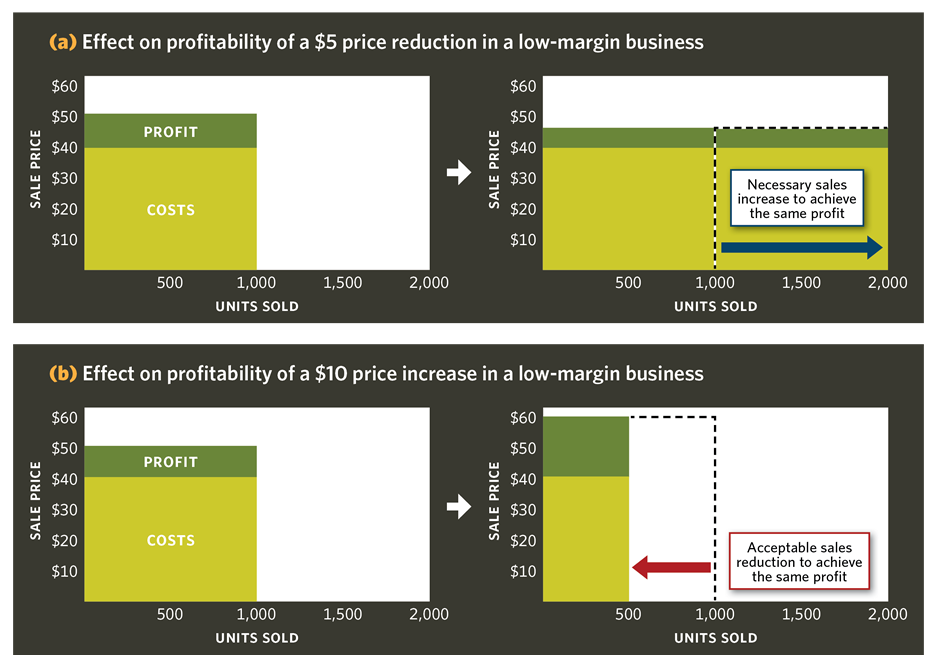 (a) Effect on profitability of a $5 price reduction in a low-margin business
SALE PRICE
$60
$50
$40
$30
$20
$10
PROFIT
COSTS
500 1,000 1,500 2,000
UNITS SOLD
SALE PRICE
$60
$50
$40
$30
$20
$10
Necessary sales
increase to achieve
the same profit
500 1,000 1,500 2,000
UNITS SOLD
(b) Effect on profitability of a $10 price increase in a low-margin business
SALE PRICE
$60
$50
$40
$30
$20
$10
PROFIT
COSTS
500 1,000 1,500 2,000
UNITS SOLD
SALE PRICE
$60
$50
$40
$30
$20
$10
Acceptable sales
reduction to achieve
the same profit
500 1,000 1,500 2,000
UNITS SOLD